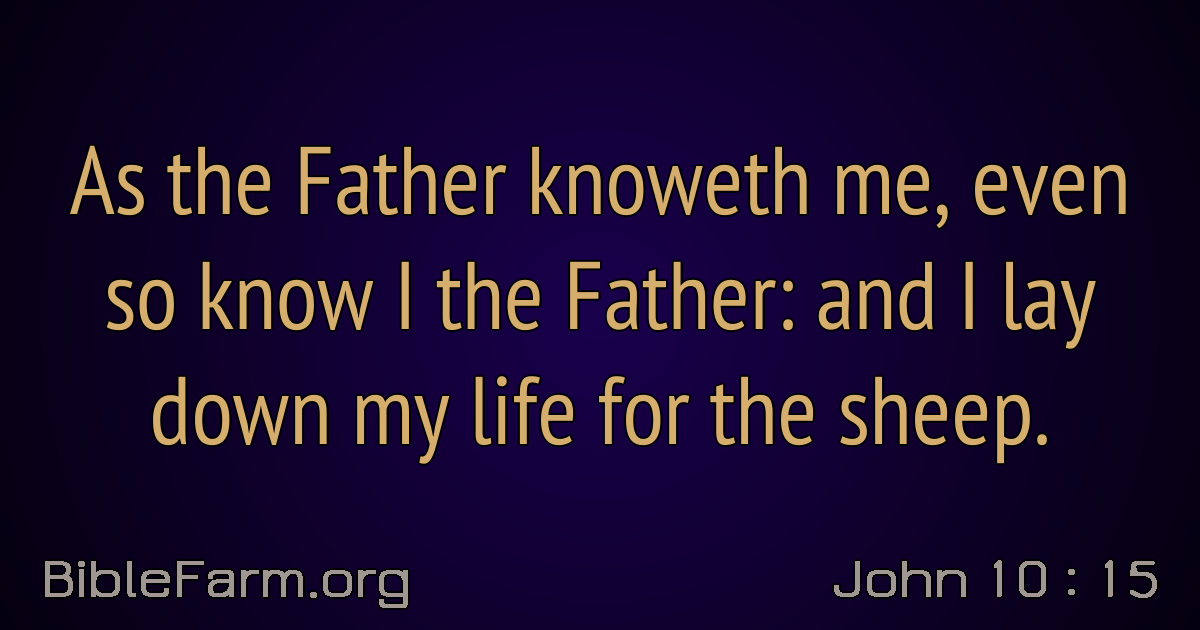 As the Father knoweth me, even
so know I the Father: and I lay
down my life for the sheep.
BibleFarm.org
John 10 : 15